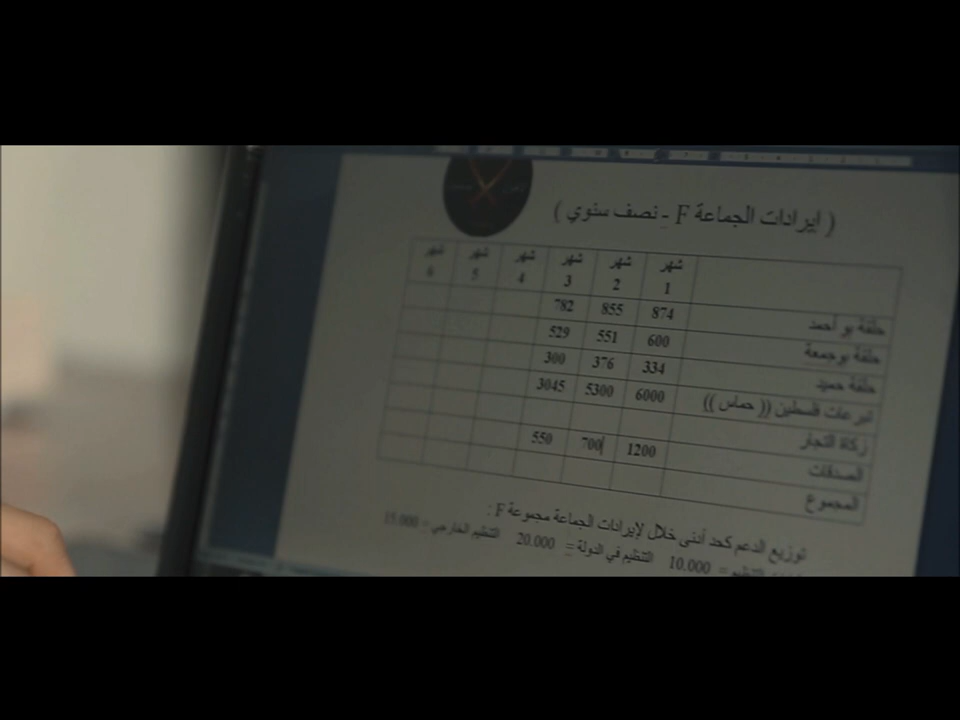 ( ايرادات الجماعة F - نصف سنوي )
شهر 1 شهر 2 شهر 3 شهر 4 شهر 5 شهر 6
حلقة بو أحمد 874 855 782
حلقة بوجمعة 600 551 529
حلقة حميد 334 376 300
تبرعات فلسطين (( حماس )) 6000 5300 3045
زكاة التجار
الصدقات 1200 700 550
المجموع
توزيع الدعم كحد أدنى خلال لإيرادات الجماعة مجموعة F :
التنظيم = 10.000 التنظيم في الدولة = 20.000 التنظيم الخارجي = 15.000